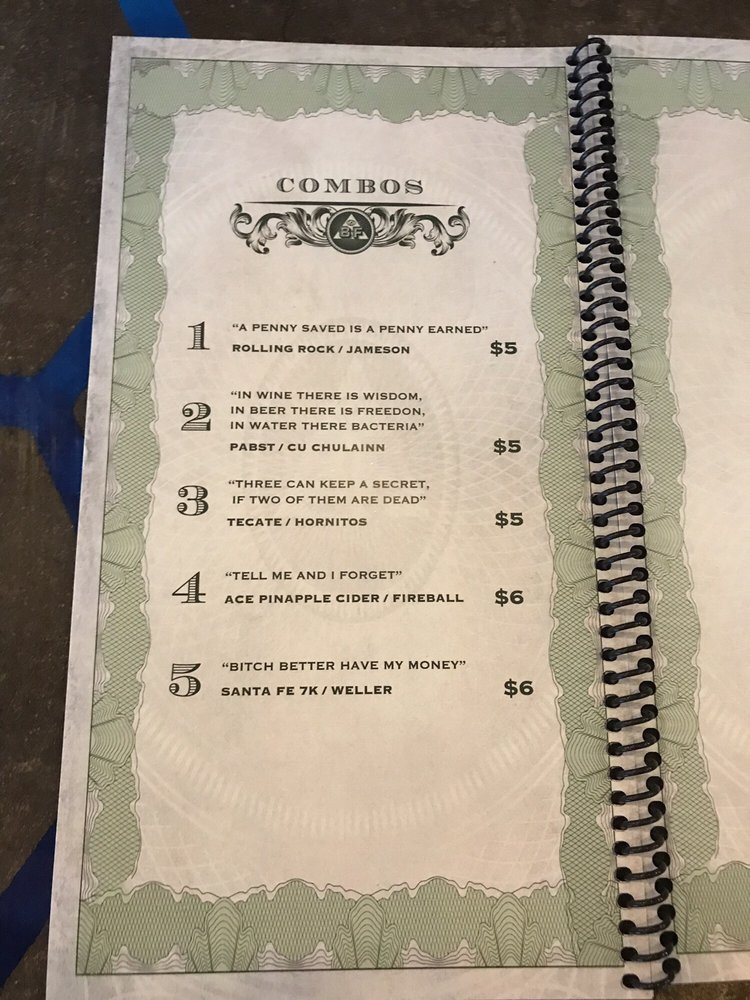 COMBOS
BF
1 "A PENNY SAVED IS A PENNY EARNED"
ROLLING ROCK / JAMESON $5
2 "IN WINE THERE IS WISDOM,
IN BEER THERE IS FREEDON,
IN WATER THERE BACTERIA"
PABST / CU CHULAINN $5
3 "THREE CAN KEEP A SECRET,
IF TWO OF THEM ARE DEAD"
TECATE / HORNITOS $5
4 "TELL ME AND I FORGET"
ACE PINAPPLE CIDER / FIREBALL $6
5 "BITCH BETTER HAVE MY MONEY"
SANTA FE 7K / WELLER $6